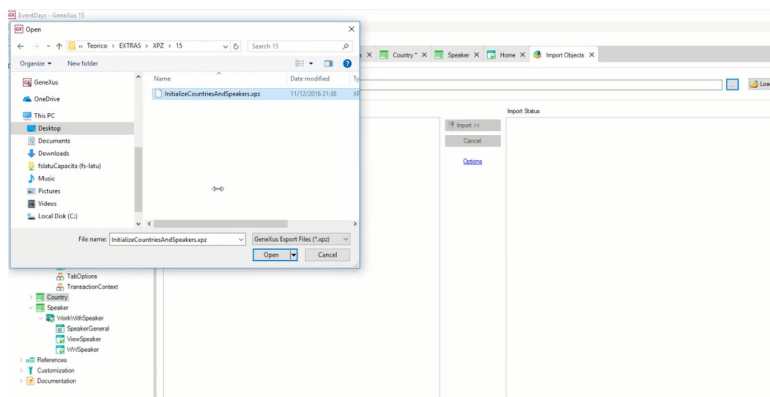 EventDays - GeneXus 15
Open
« Teorico › EXTRAS › XPZ › 15
Search 15
Organize
New folder
Name
Date modified
GeneXus
InitializeCountriesAndSpeakers.xpz
11/12/2016 21:38
OneDrive
This PC
Desktop
Documents
Downloads
fslatuCapacita (fs-latu)
Music
Pictures
Videos
Local Disk (C:)
File name:
InitializeCountriesAndSpeakers.xpz
GeneXus Export Files (*.xpz)
Open
Cancel
Country *
Speaker
Home
Import Objects
...
Import Status
Import >>
Cancel
Options
TabOptions
TransactionContext
Country
Speaker
WorkWithSpeaker
SpeakerGeneral
ViewSpeaker
WWSpeaker
References
Customization
Documentation